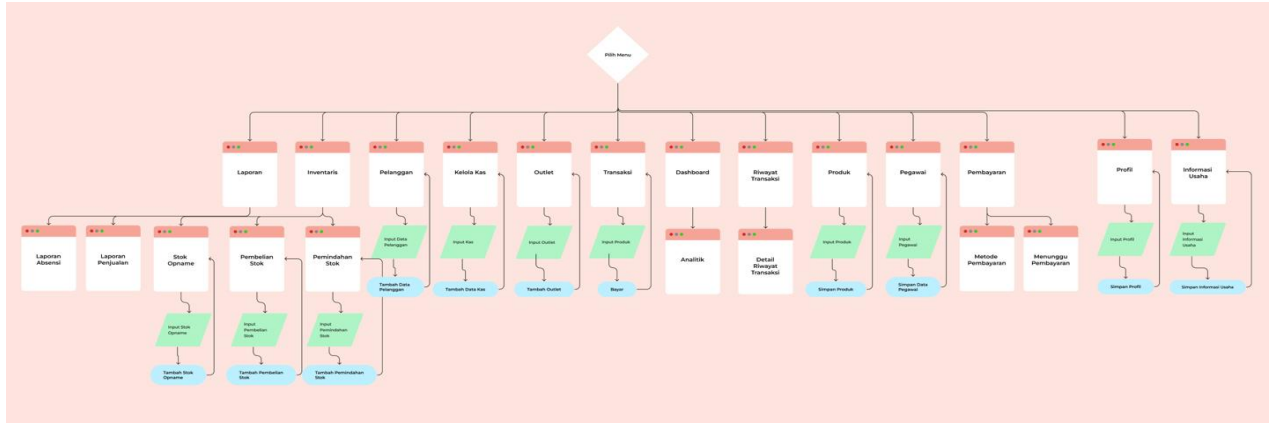 Pilih Menu
Laporan
Inventaris
Pelanggan
Kelola Kas
Outlet
Transaksi
Dashboard
Riwayat
Transaksi
Produk
Pegawai
Pembayaran
Profil
Informasi
Usaha
Laporan
Absensi
Laporan
Penjualan
Stok
Opname
Pembelian
Stok
Pemindahan
Stok
Input Data
Pelanggan
Input Kas
Input Outlet
Input Produk
Analitik
Detail
Riwayat
Transaksi
Input Produk
Input
Pegawai
Metode
Pembayaran
Menunggu
Pembayaran
Input Profil
Input
Informasi
Usaha
Tambah Data
Pelanggan
Tambah Data Kas
Tambah Outlet
Bayar
Simpan Produk
Simpan Data
Pegawai
Simpan Profil
Simpan Informasi Usaha
Input Stok
Opname
Input
Pembelian
Stok
Input
Pemindahan
Stok
Tambah Stok
Opname
Tambah Pembelian
Stok
Tambah Pemindahan
Stok